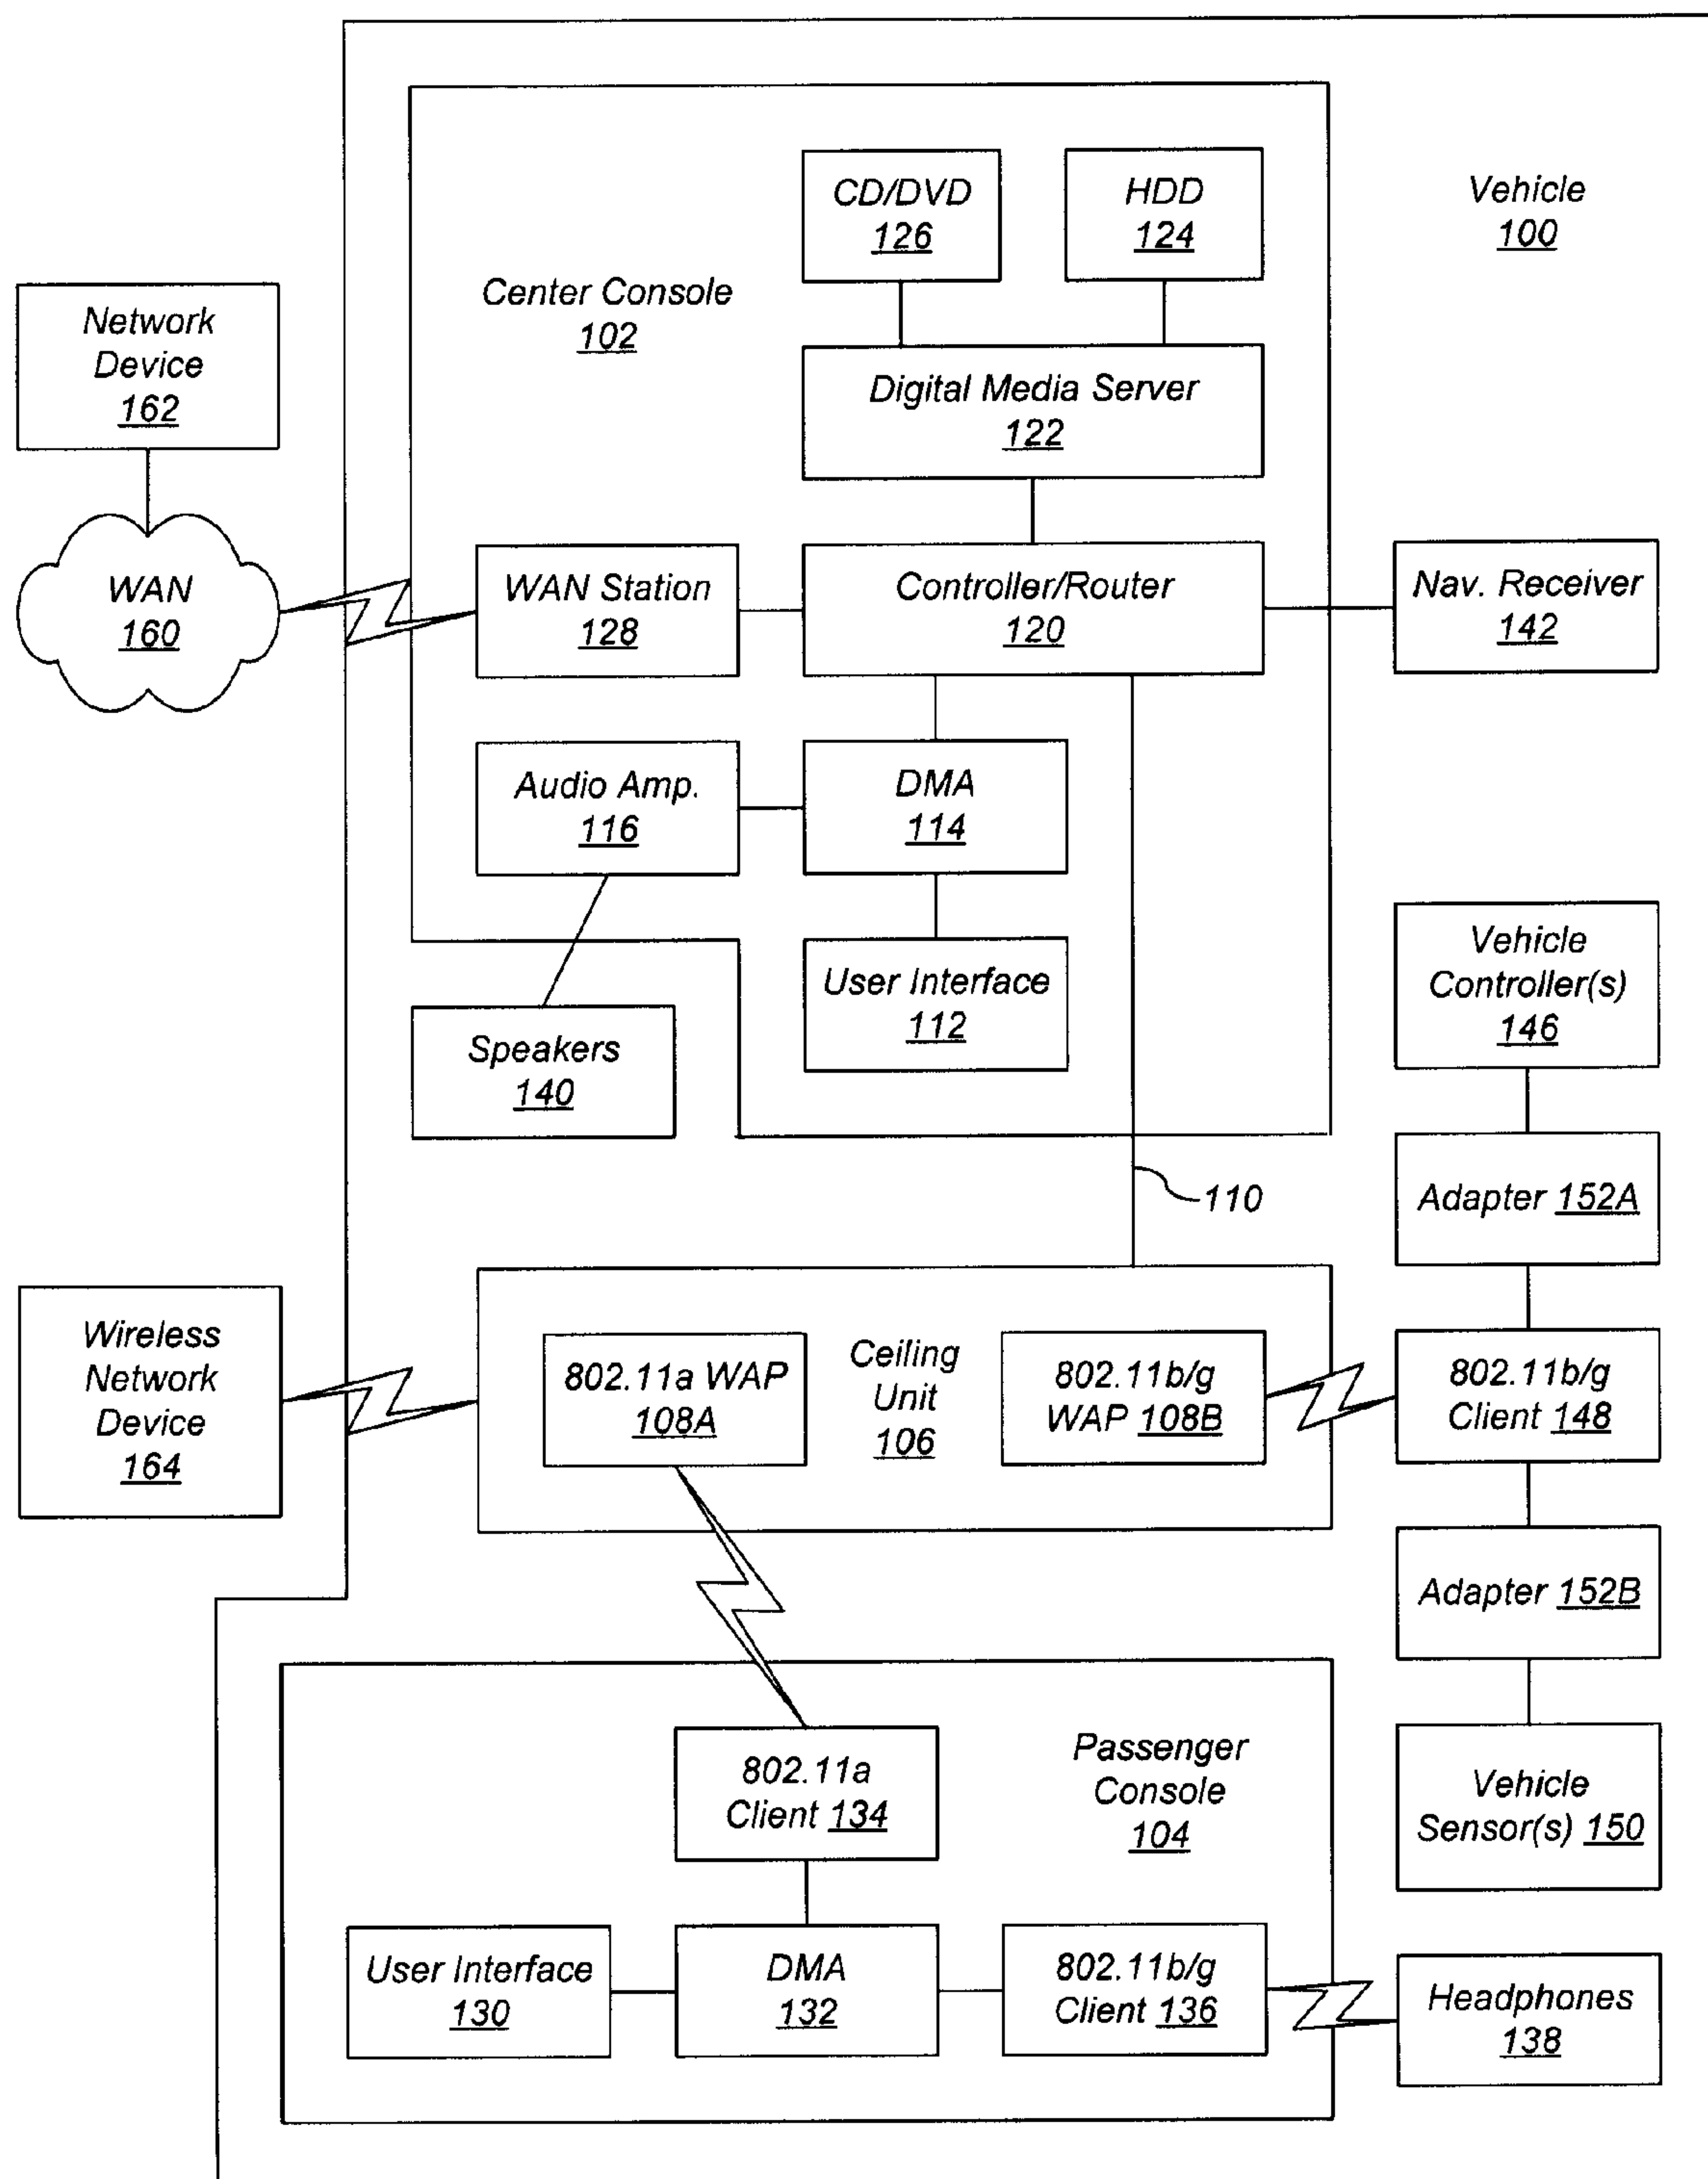 Vehicle
100
CD/DVD
126
HDD
124
Center Console
102
Network
Device
162
Digital Media Server
122
WAN
160
WAN Station
128
Controller/Router
120
Nav. Receiver
142
Audio Amp.
116
DMA
114
User Interface
112
Speakers
140
Vehicle
Controller(s)
146
110
Adapter 152A
Wireless
Network
Device
164
802.11a WAP
108A
Ceiling
Unit
106
802.11b/g
WAP 108B
802.11b/g
Client 148
Adapter 152B
802.11a
Client 134
Passenger
Console
104
Vehicle
Sensor(s) 150
User Interface
130
DMA
132
802.11b/g
Client 136
Headphones
138